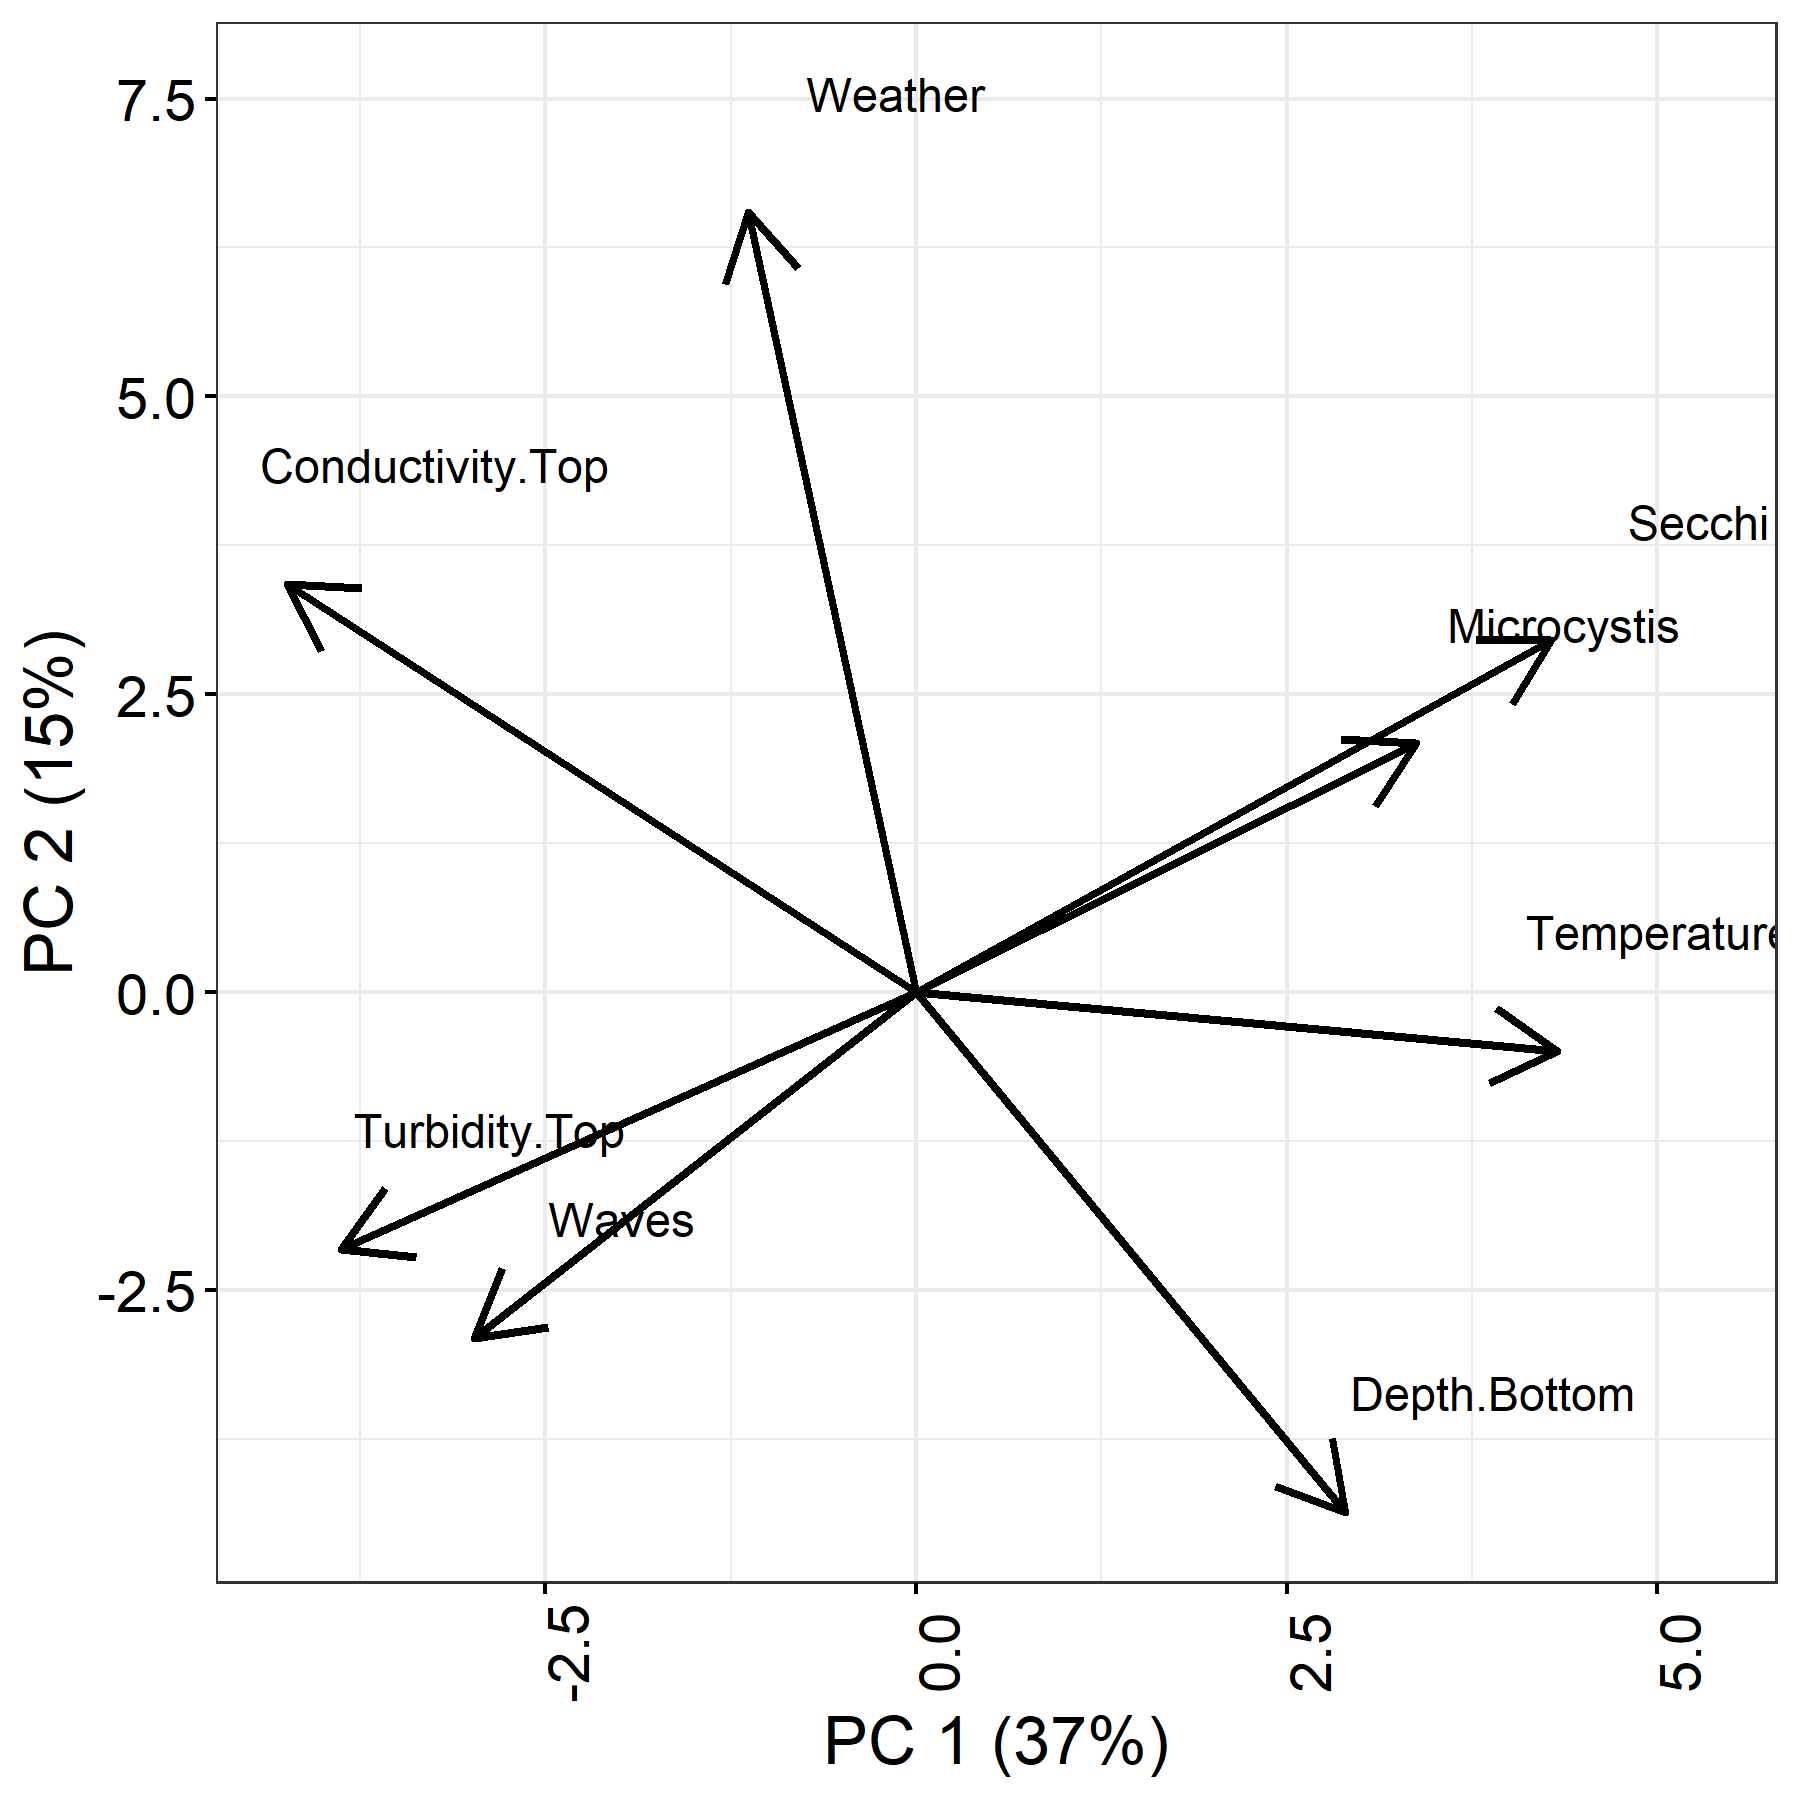 Weather
Conductivity.Top
Secchi
Microcystis
Temperature
Turbidity.Top
Waves
Depth.Bottom
7.5
5.0
2.5
0.0
-2.5
PC 2 (15%)
-2.5
0.0
2.5
5.0
PC 1 (37%)